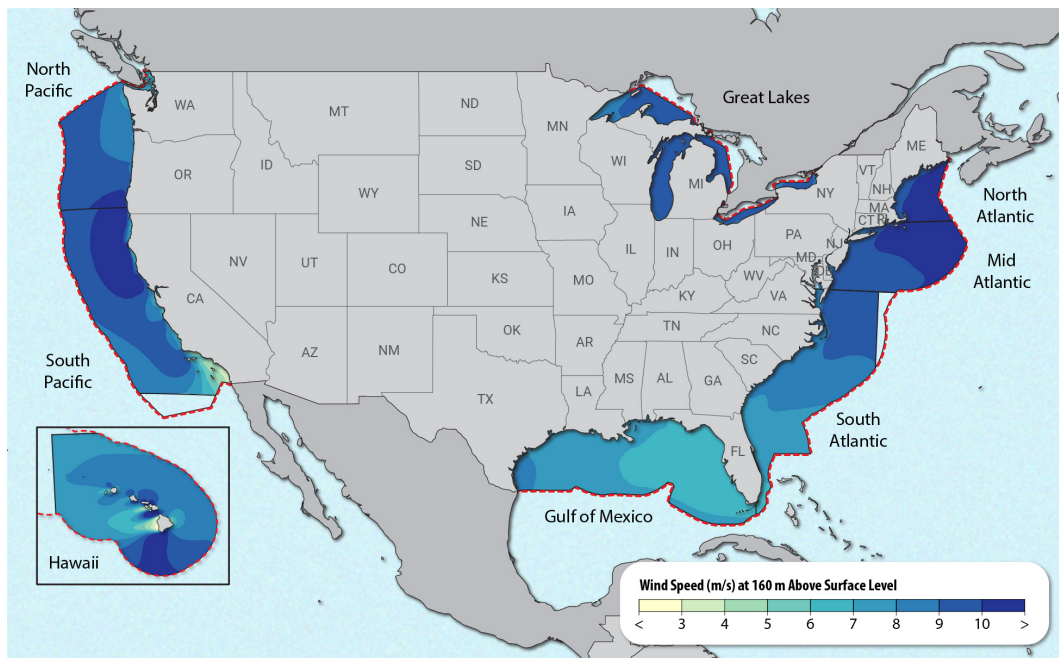 North
Pacific
WA
MT
ND
MN
Great Lakes
ME
OR
ID
SD
WI
MI
VT
NH
NY
MA
CT RI
North
Atlantic
WY
IA
NE
PA
NJ
Mid
Atlantic
NV
UT
CO
IL
IN
OH
MD
DE
WV
VA
KS
MO
KY
CA
NC
TN
OK
AR
SC
South
Pacific
AZ
NM
MS
AL
GA
LA
TX
South
Atlantic
FL
Gulf of Mexico
Hawaii
Wind Speed (m/s) at 160 m Above Surface Level
< 3 4 5 6 7 8 9 10 >